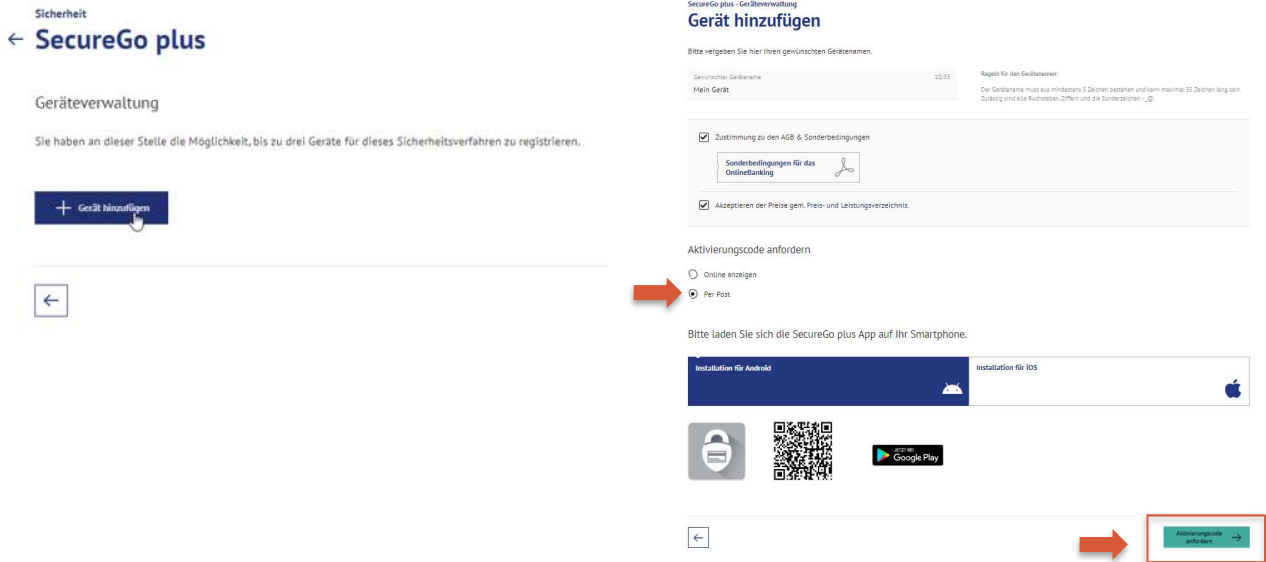 Sicherheit
SecureGo plus
Geräteverwaltung
Sie haben an dieser Stelle die Möglichkeit, bis zu drei Geräte für dieses Sicherheitsverfahren zu registrieren.
Gerät hinzufügen
SecureGo plus - Geräteverwaltung
Gerät hinzufügen
Bitte vergeben Sie hier Ihren gewünschten Gerätenamen.
Gewünschter Gerätename 10/35
Mein Gerät
Regeln für den Gerätenamen:
Der Gerätename muss aus mindestens 5 Zeichen bestehen und kann maximal 35 Zeichen lang sein.
Zulässig sind alle Buchstaben, Ziffern und die Sonderzeichen -_@.
Zustimmung zu den AGB & Sonderbedingungen
Sonderbedingungen für das
OnlineBanking
Akzeptieren der Preise gem. Preis- und Leistungsverzeichnis.
Aktivierungscode anfordern
Online anzeigen
Per Post
Bitte laden Sie sich die SecureGo plus App auf Ihr Smartphone.
Installation für Android
Installation für iOS
JETZT BEI
Google Play
Aktivierungscode
anfordern